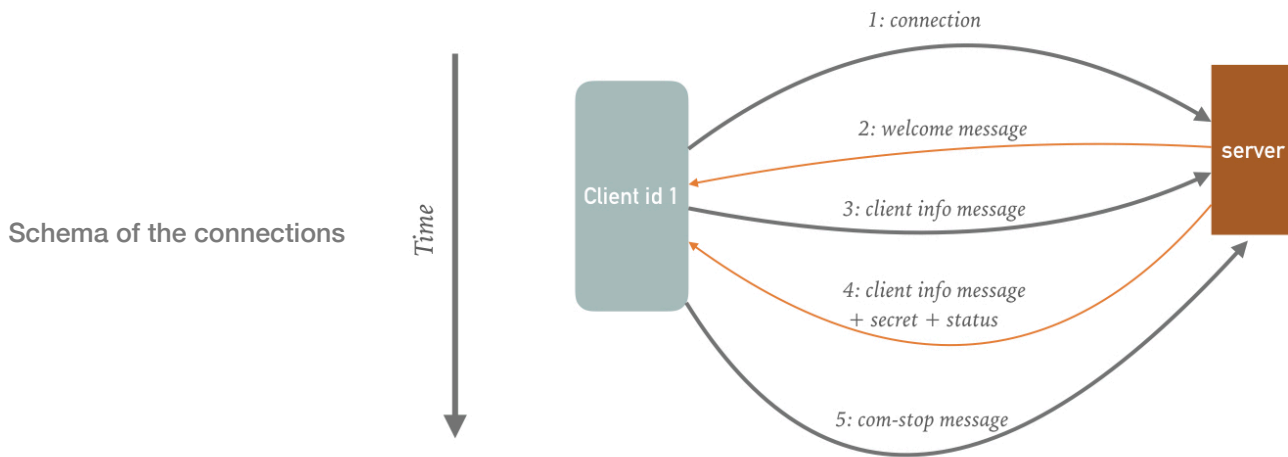 1: connection
2: welcome message
server
Client id 1
3: client info message
Schema of the connections
Time
4: client info message
+ secret + status
5: com-stop message